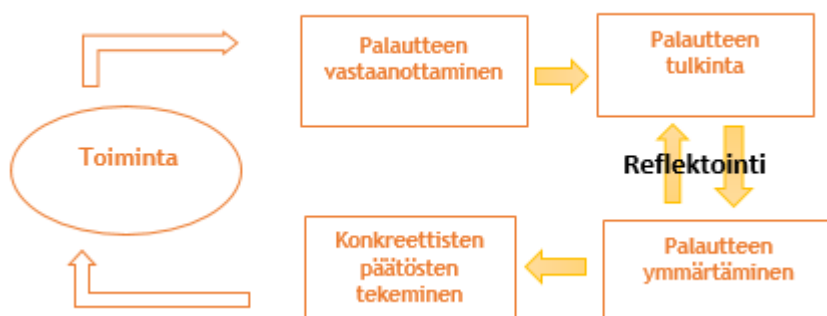 Palautteen
vastaanottaminen
Palautteen
tulkinta
Toiminta
Reflektointi
Konkreettisten
päätösten
tekeminen
Palautteen
ymmärtäminen